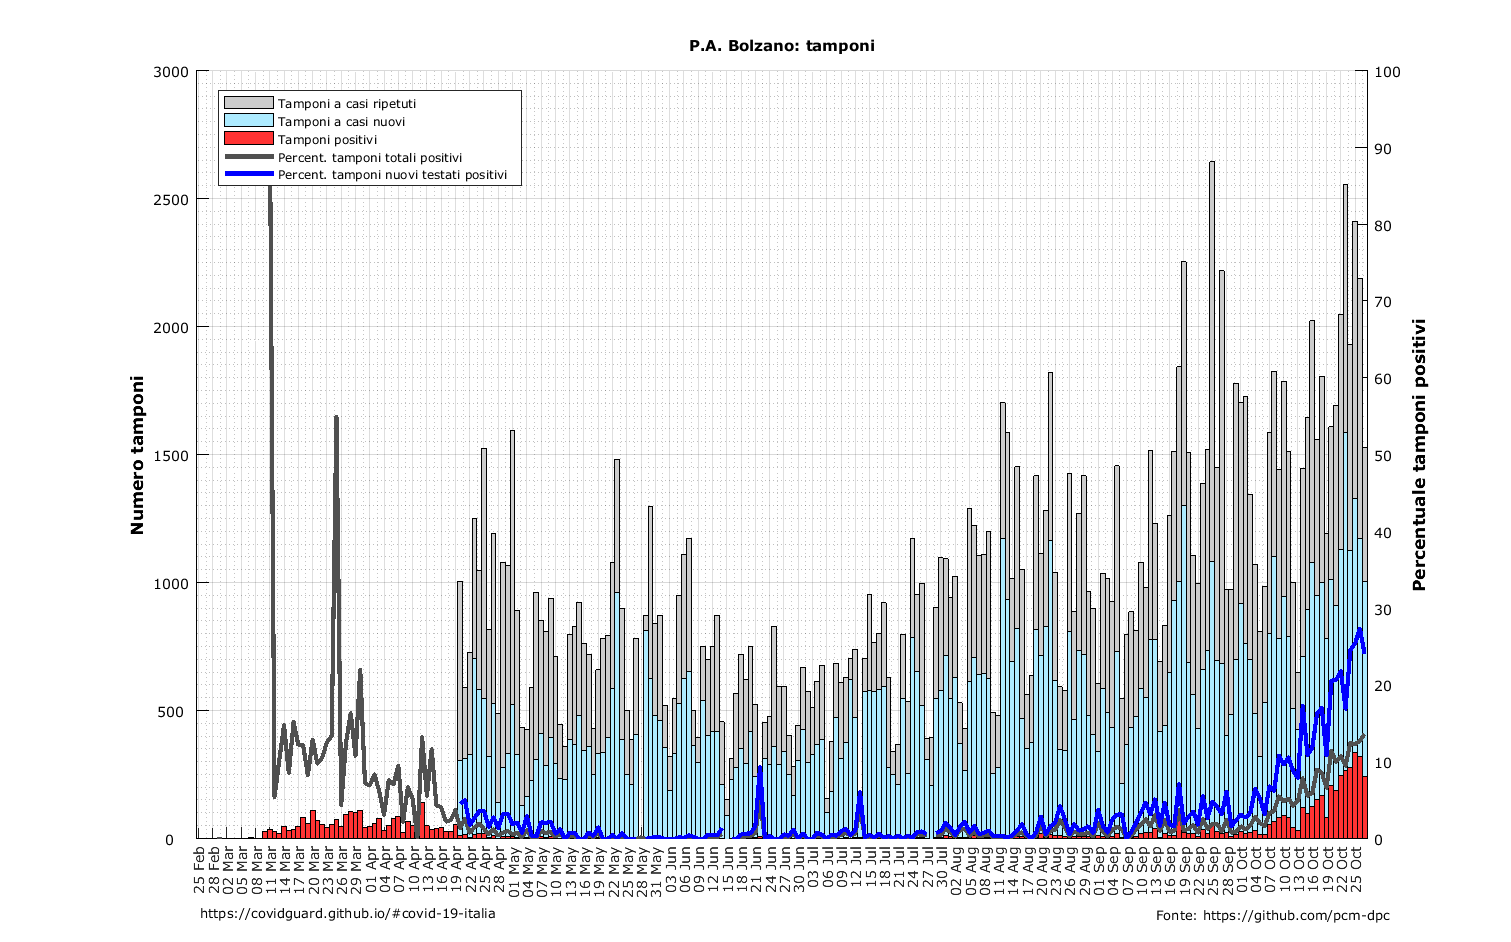 P.A. Bolzano: tamponi
3000
2500
2000
1500
1000
500
0
Numero tamponi
Tamponi a casi ripetuti
Tamponi a casi nuovi
Tamponi positivi
Percent. tamponi totali positivi
Percent. tamponi nuovi testati positivi
100
90
80
70
60
50
40
30
20
10
0
Percentuale tamponi positivi
25 Feb
28 Feb
02 Mar
05 Mar
08 Mar
11 Mar
14 Mar
17 Mar
20 Mar
23 Mar
26 Mar
29 Mar
01 Apr
04 Apr
07 Apr
10 Apr
13 Apr
16 Apr
19 Apr
22 Apr
25 Apr
28 Apr
01 May
04 May
07 May
10 May
13 May
16 May
19 May
22 May
25 May
28 May
31 May
03 Jun
06 Jun
09 Jun
12 Jun
15 Jun
18 Jun
21 Jun
24 Jun
27 Jun
30 Jun
03 Jul
06 Jul
09 Jul
12 Jul
15 Jul
18 Jul
21 Jul
24 Jul
27 Jul
30 Jul
02 Aug
05 Aug
08 Aug
11 Aug
14 Aug
17 Aug
20 Aug
23 Aug
26 Aug
29 Aug
01 Sep
04 Sep
07 Sep
10 Sep
13 Sep
16 Sep
19 Sep
22 Sep
25 Sep
28 Sep
01 Oct
04 Oct
07 Oct
10 Oct
13 Oct
16 Oct
19 Oct
22 Oct
25 Oct
https://covidguard.github.io/#covid-19-italia
Fonte: https://github.com/pcm-dpc